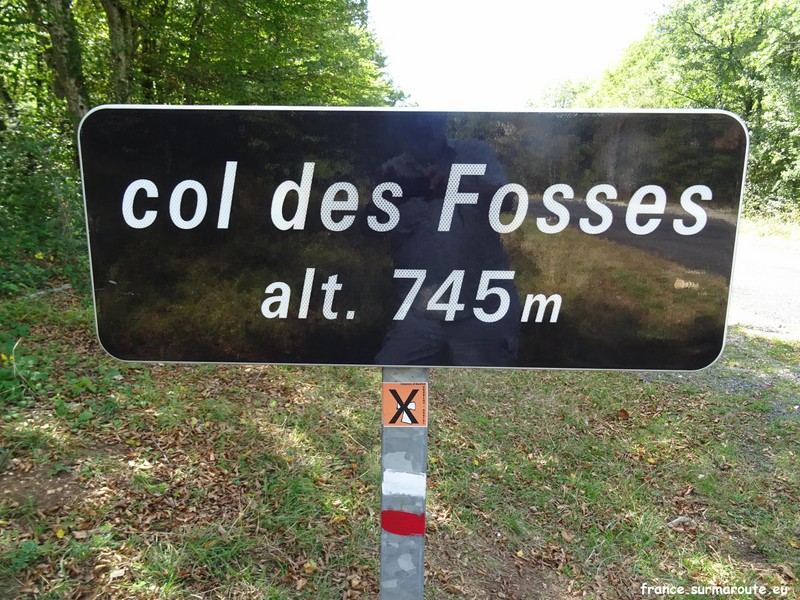 col des Fosses
alt. 745m
france.surmaroute.eu